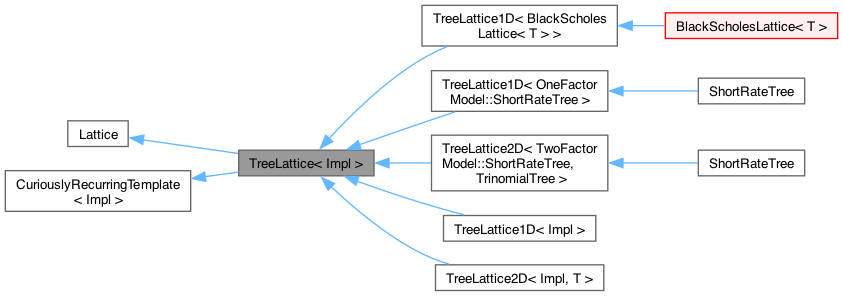 TreeLattice1D< BlackScholes
Lattice< T > >
BlackScholesLattice< T >
TreeLattice1D< OneFactor
Model::ShortRateTree >
ShortRateTree
Lattice
TreeLattice2D< TwoFactor
Model::ShortRateTree,
TrinomialTree >
ShortRateTree
TreeLattice< Impl >
CuriouslyRecurringTemplate
< Impl >
TreeLattice1D< Impl >
TreeLattice2D< Impl, T >